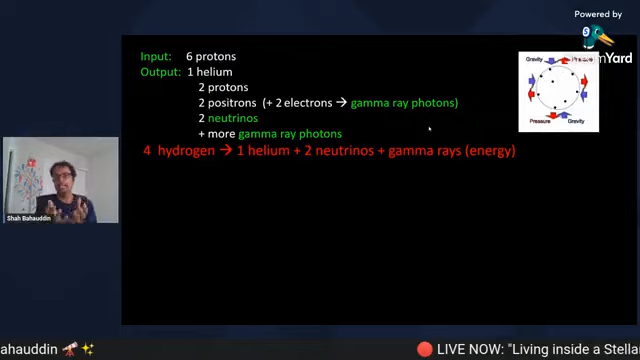 Powered by
Input: 6 protons
Output: 1 helium
2 protons
2 positrons (+ 2 electrons → gamma ray photons)
2 neutrinos
+ more gamma ray photons
4 hydrogen → 1 helium + 2 neutrinos + gamma rays (energy)
Gravity Pressure
Pressure Gravity
Shah Bahauddin
ahauddin 🔭✨ 🔴 LIVE NOW: "Living inside a Stella